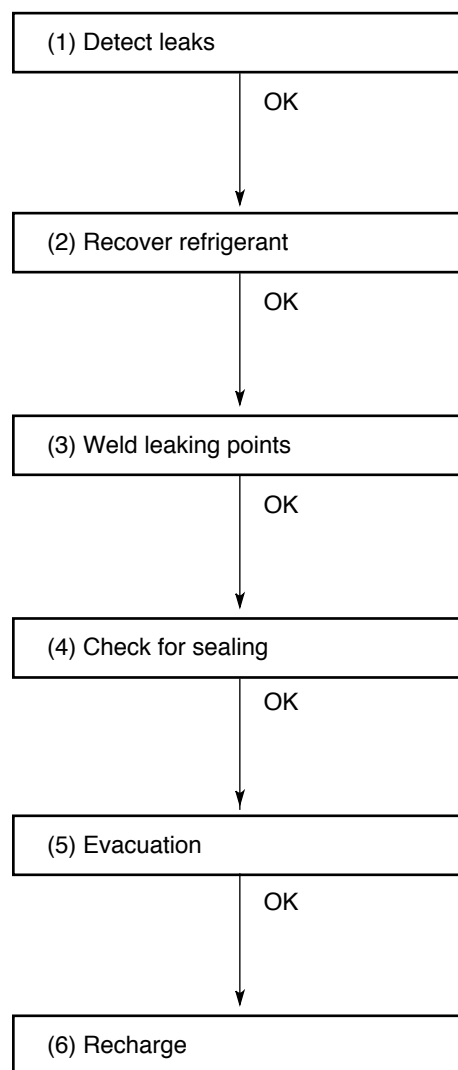 (1) Detect leaks
OK
(2) Recover refrigerant
OK
(3) Weld leaking points
OK
(4) Check for sealing
OK
(5) Evacuation
OK
(6) Recharge